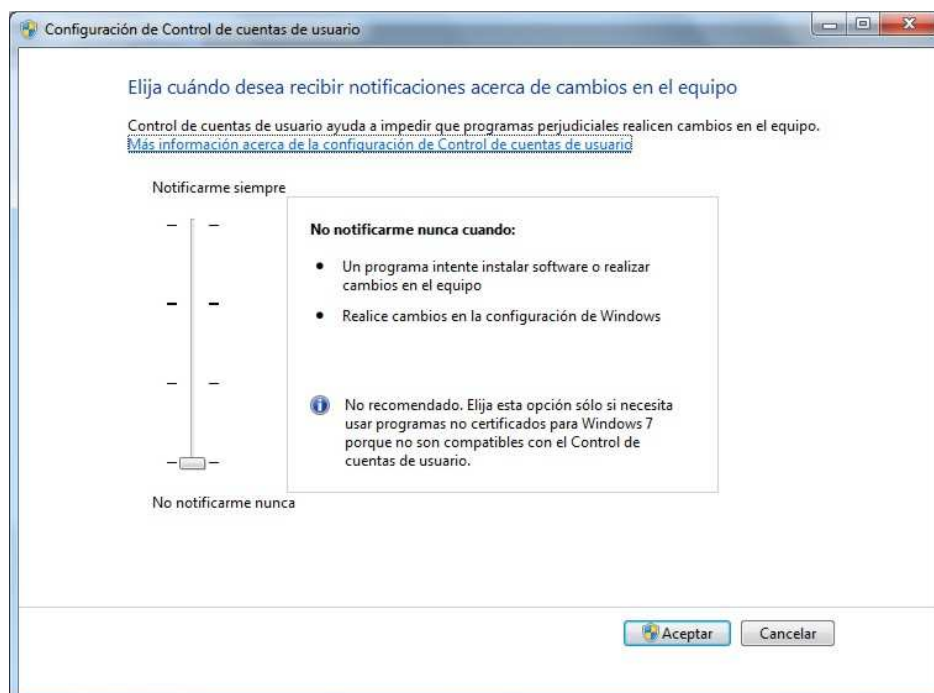 Configuración de Control de cuentas de usuario
Elija cuándo desea recibir notificaciones acerca de cambios en el equipo
Control de cuentas de usuario ayuda a impedir que programas perjudiciales realicen cambios en el equipo.
Más información acerca de la configuración de Control de cuentas de usuario
Notificarme siempre
No notificarme nunca cuando:
Un programa intente instalar software o realizar
cambios en el equipo
Realice cambios en la configuración de Windows
No recomendado. Elija esta opción sólo si necesita
usar programas no certificados para Windows 7
porque no son compatibles con el Control de
cuentas de usuario.
No notificarme nunca
Aceptar
Cancelar